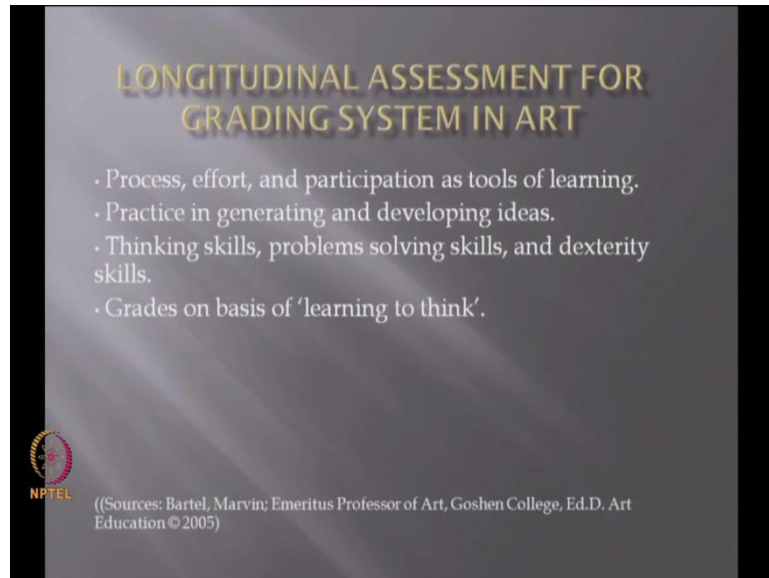 LONGITUDINAL ASSESSMENT FOR
GRADING SYSTEM IN ART
· Process, effort, and participation as tools of learning.
· Practice in generating and developing ideas.
· Thinking skills, problems solving skills, and dexterity
skills.
· Grades on basis of ‘learning to think’.
NPTEL
((Sources: Bartel, Marvin; Emeritus Professor of Art, Goshen College, Ed.D. Art
Education © 2005)